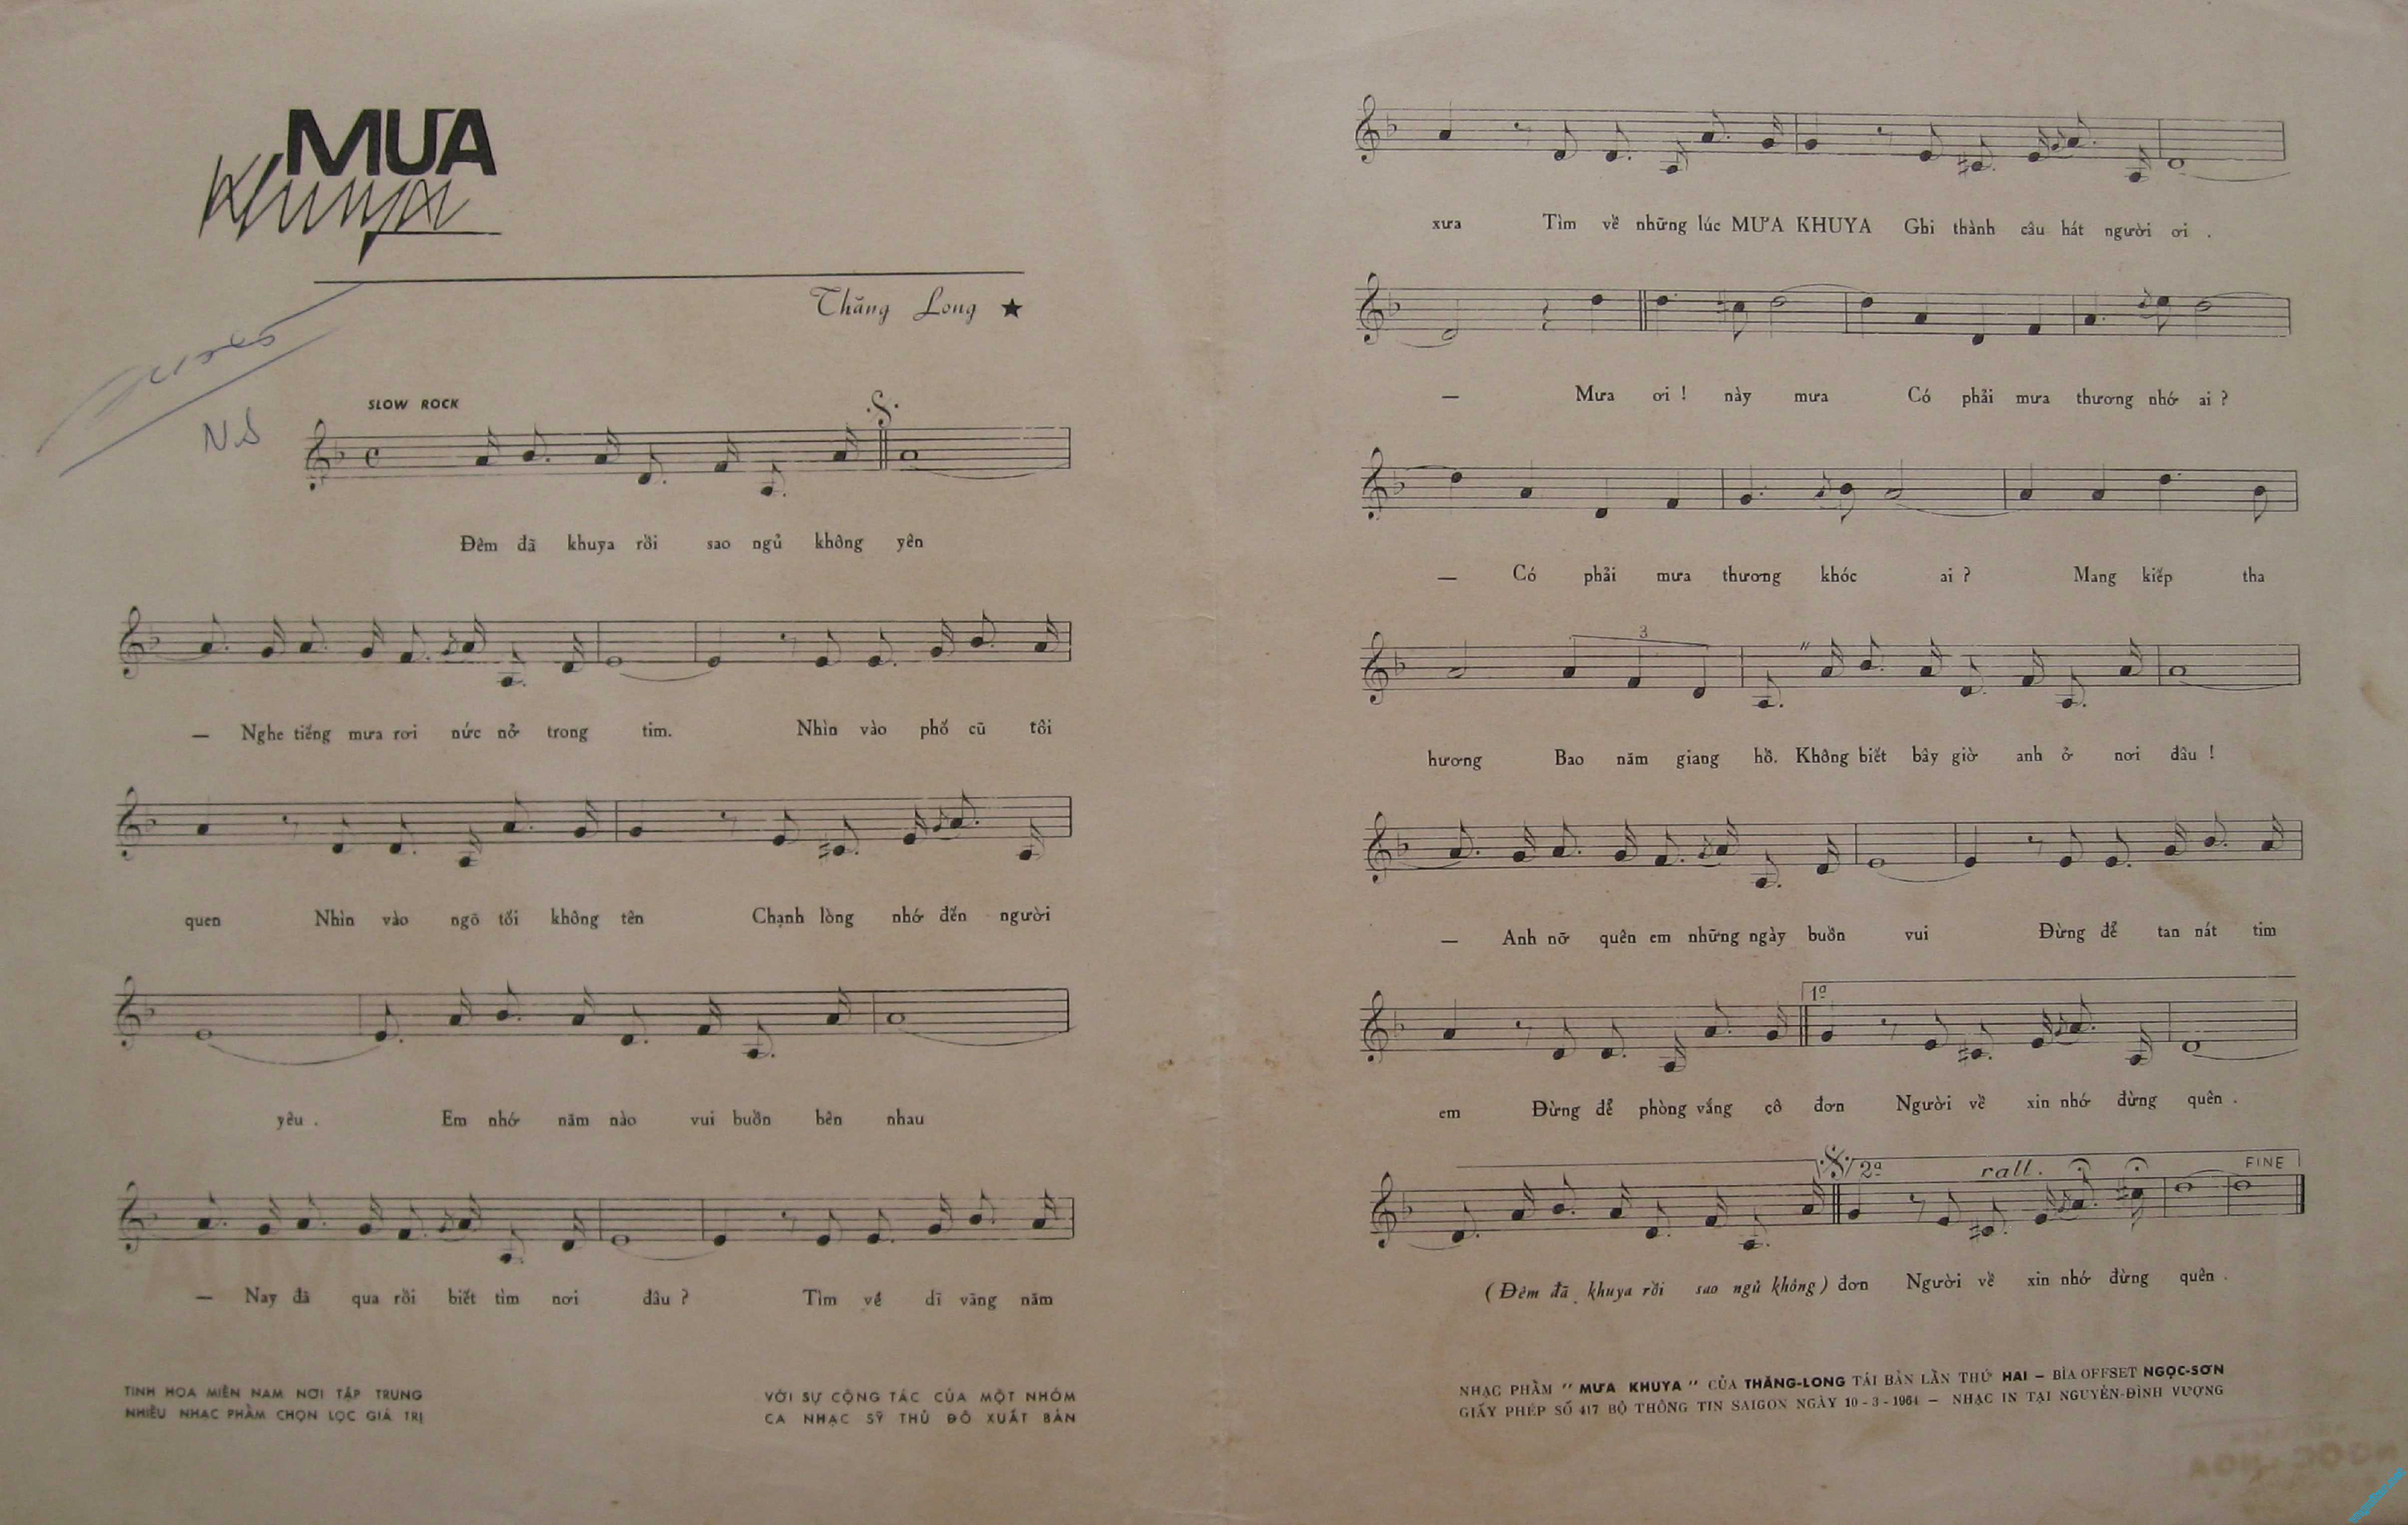 MƯA
Khuya
Thăng Long ★
N.S
SLOW ROCK
Đêm đã khuya rồi sao ngủ không yên
— Nghe tiếng mưa rơi nức nở trong tim. Nhìn vào phố cũ tôi
quen Nhìn vào ngõ tối không tên Chạnh lòng nhớ đến người
yêu . Em nhớ năm nào vui buồn bên nhau
— Nay đã qua rồi biết tìm nơi đâu ? Tìm về dĩ vãng năm
TINH HOA MIỀN NAM NƠI TẬP TRUNG
NHIỀU NHẠC PHẨM CHỌN LỌC GIÁ TRỊ
VỚI SỰ CỘNG TÁC CỦA MỘT NHÓM
CA NHẠC SỸ THỦ ĐÔ XUẤT BẢN
xưa Tìm về những lúc MƯA KHUYA Ghi thành câu hát người ơi .
— Mưa ơi ! này mưa Có phải mưa thương nhớ ai ?
— Có phải mưa thương khóc ai ? Mang kiếp tha
3
hương Bao năm giang hồ. Không biết bây giờ anh ở nơi đâu !
— Anh nỡ quên em những ngày buồn vui Đừng để tan nát tim
1º
em Đừng để phòng vắng cô đơn Người về xin nhớ đừng quên .
2º rall. FINE
(Đêm đã khuya rồi sao ngủ không) đơn Người về xin nhớ đừng quên .
NHẠC PHẨM " MƯA KHUYA " CỦA THĂNG-LONG TÁI BẢN LẦN THỨ HAI — BÌA OFFSET NGỌC-SƠN
GIẤY PHÉP SỐ 417 BỘ THÔNG TIN SAIGON NGÀY 10 - 3 - 1964 — NHẠC IN TẠI NGUYỄN-ĐÌNH VƯỢNG